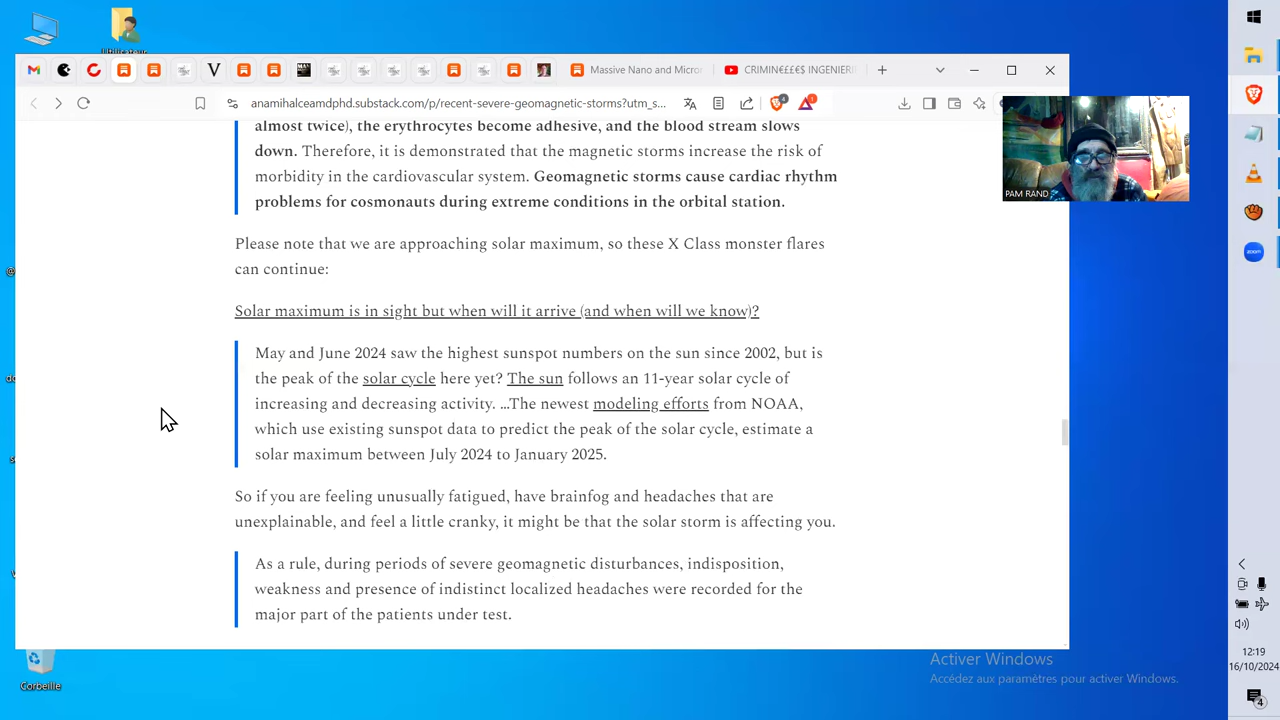 Massive Nano and Micro
CRIMIN£££$ INGENIERI
anamihalceamdphd.substack.com/p/recent-severe-geomagnetic-storms?utm_s...
4
1
almost twice), the erythrocytes become adhesive, and the blood stream slows
down. Therefore, it is demonstrated that the magnetic storms increase the risk of
morbidity in the cardiovascular system. Geomagnetic storms cause cardiac rhythm
problems for cosmonauts during extreme conditions in the orbital station.
PAM RAND
Please note that we are approaching solar maximum, so these X Class monster flares
can continue:
Solar maximum is in sight but when will it arrive (and when will we know)?
May and June 2024 saw the highest sunspot numbers on the sun since 2002, but is
the peak of the solar cycle here yet? The sun follows an 11-year solar cycle of
increasing and decreasing activity. ...The newest modeling efforts from NOAA,
which use existing sunspot data to predict the peak of the solar cycle, estimate a
solar maximum between July 2024 to January 2025.
So if you are feeling unusually fatigued, have brainfog and headaches that are
unexplainable, and feel a little cranky, it might be that the solar storm is affecting you.
As a rule, during periods of severe geomagnetic disturbances, indisposition,
weakness and presence of indistinct localized headaches were recorded for the
major part of the patients under test.
zoom
Corbeille
Activer Windows
Accédez aux paramètres pour activer Windows.
12:19
16/10/2024
4